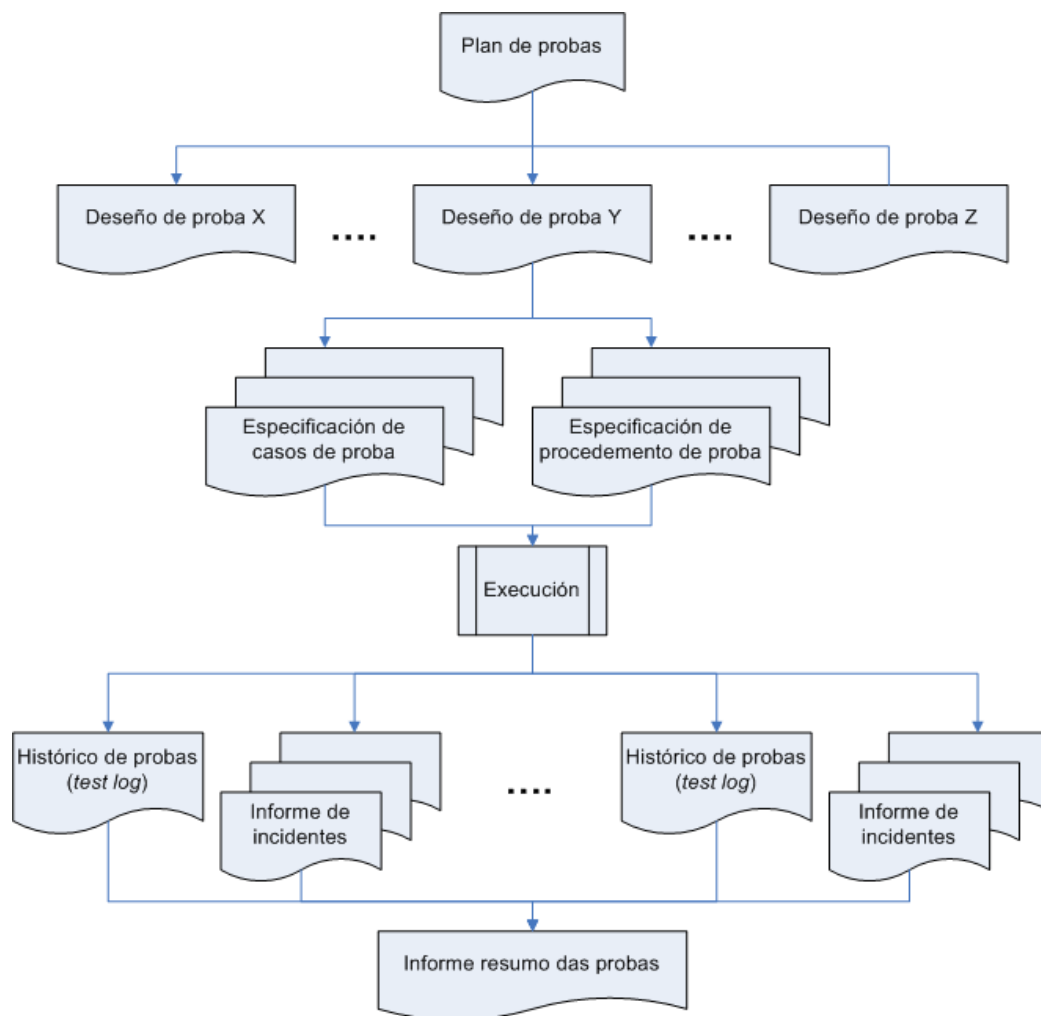 Plan de probas
Deseño de proba X
....
Deseño de proba Y
....
Deseño de proba Z
Especificación de
casos de proba
Especificación de
procedemento de proba
Execución
Histórico de probas
(test log)
Informe de
incidentes
....
Histórico de probas
(test log)
Informe de
incidentes
Informe resumo das probas